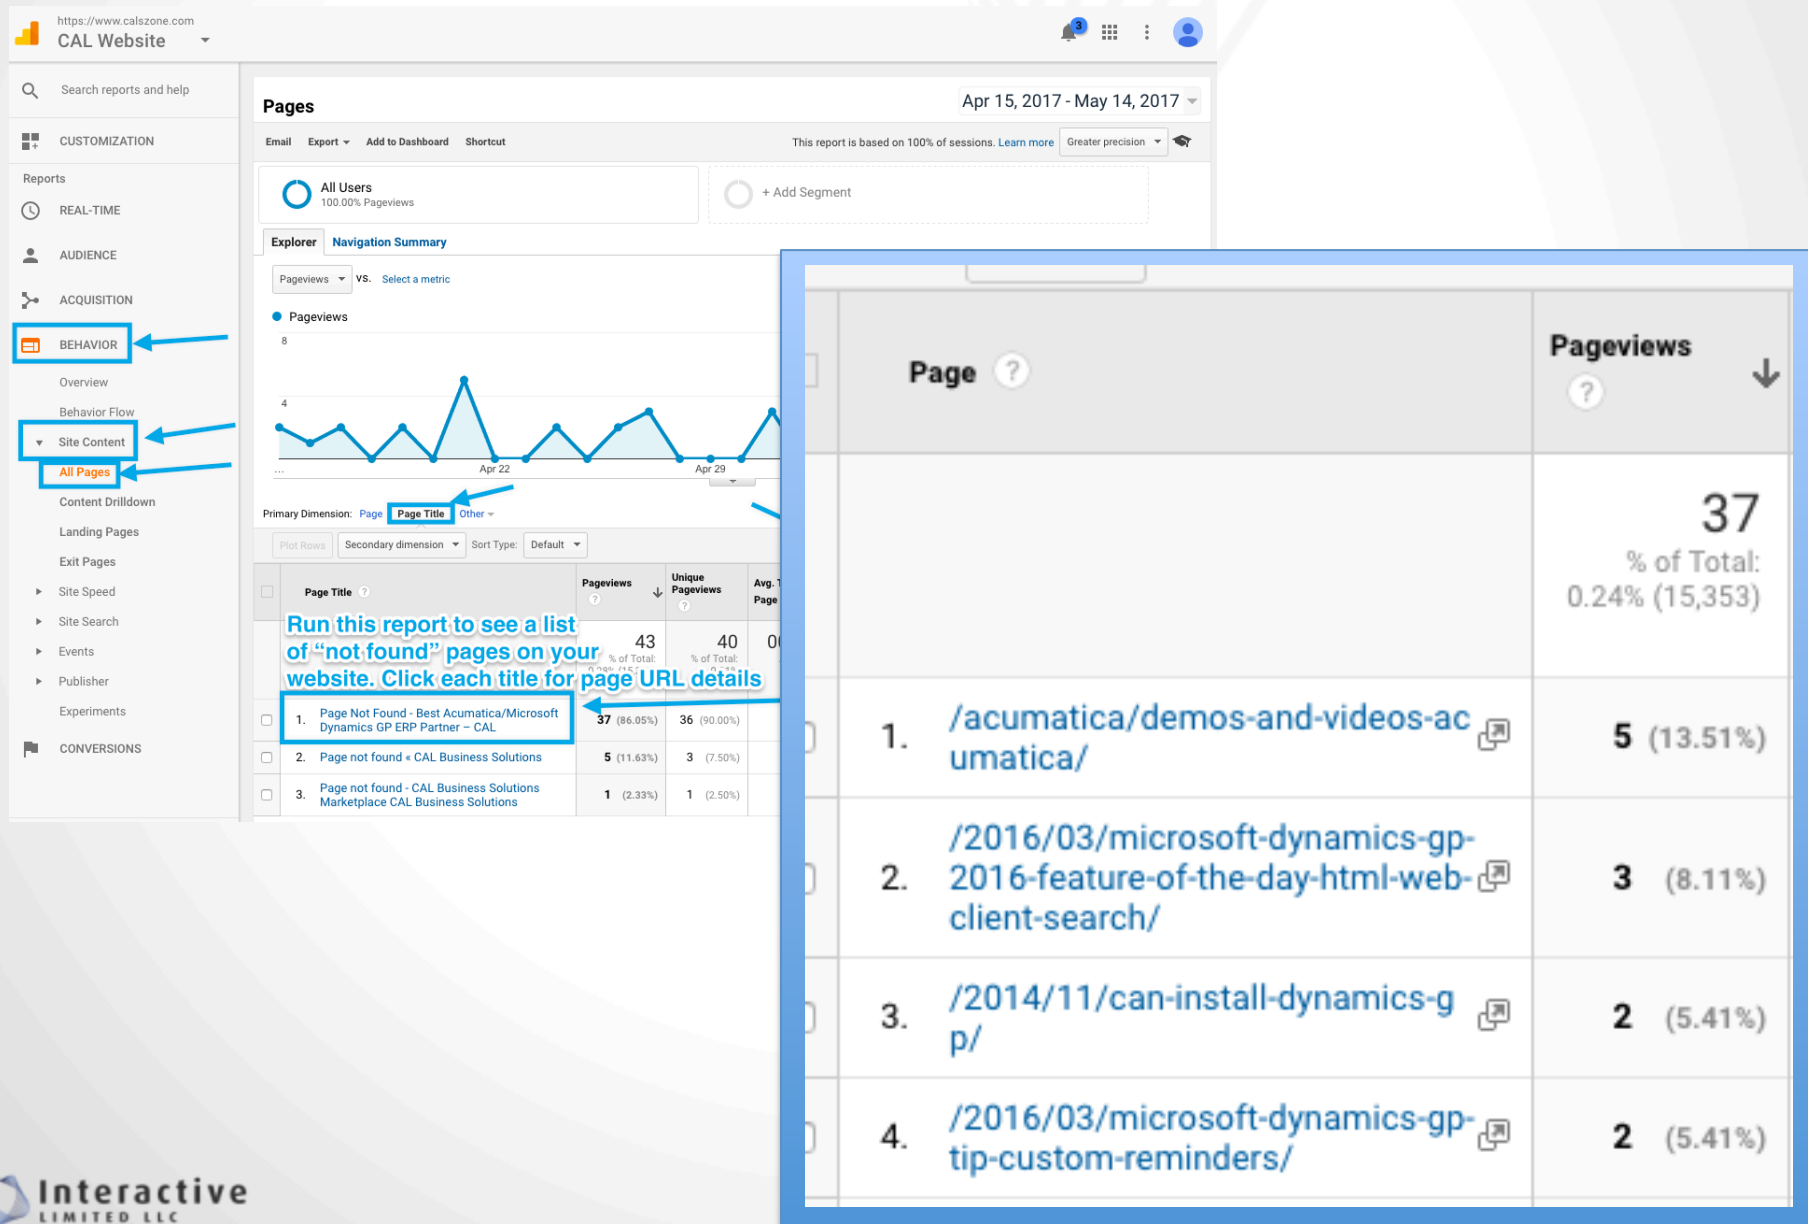 https://www.calszone.com
CAL Website
3
Search reports and help
CUSTOMIZATION
Reports
REAL-TIME
AUDIENCE
ACQUISITION
BEHAVIOR
Overview
Behavior Flow
Site Content
All Pages
Content Drilldown
Landing Pages
Exit Pages
Site Speed
Site Search
Events
Publisher
Experiments
CONVERSIONS
Pages
Apr 15, 2017 - May 14, 2017
Email Export Add to Dashboard Shortcut
This report is based on 100% of sessions. Learn more Greater precision
All Users
100.00% Pageviews
+ Add Segment
Explorer Navigation Summary
Pageviews VS. Select a metric
Pageviews
8
4
... Apr 22 Apr 29
Primary Dimension: Page Page Title Other
Plot Rows Secondary dimension Sort Type: Default
Page Title ? Pageviews ? Unique Pageviews ? Avg. Page
43 40
% of Total: % of Total:
Run this report to see a list
of “not found” pages on your
website. Click each title for page URL details
1. Page Not Found - Best Acumatica/Microsoft
Dynamics GP ERP Partner – CAL
37 (86.05%) 36 (90.00%)
2. Page not found « CAL Business Solutions 5 (11.63%) 3 (7.50%)
3. Page not found - CAL Business Solutions
Marketplace CAL Business Solutions
1 (2.33%) 1 (2.50%)
Page ? Pageviews
?
37
% of Total:
0.24% (15,353)
1. /acumatica/demos-and-videos-ac
umatica/
5 (13.51%)
2. /2016/03/microsoft-dynamics-gp-
2016-feature-of-the-day-html-web-
client-search/
3 (8.11%)
3. /2014/11/can-install-dynamics-g
p/
2 (5.41%)
4. /2016/03/microsoft-dynamics-gp-
tip-custom-reminders/
2 (5.41%)
Interactive
LIMITED LLC